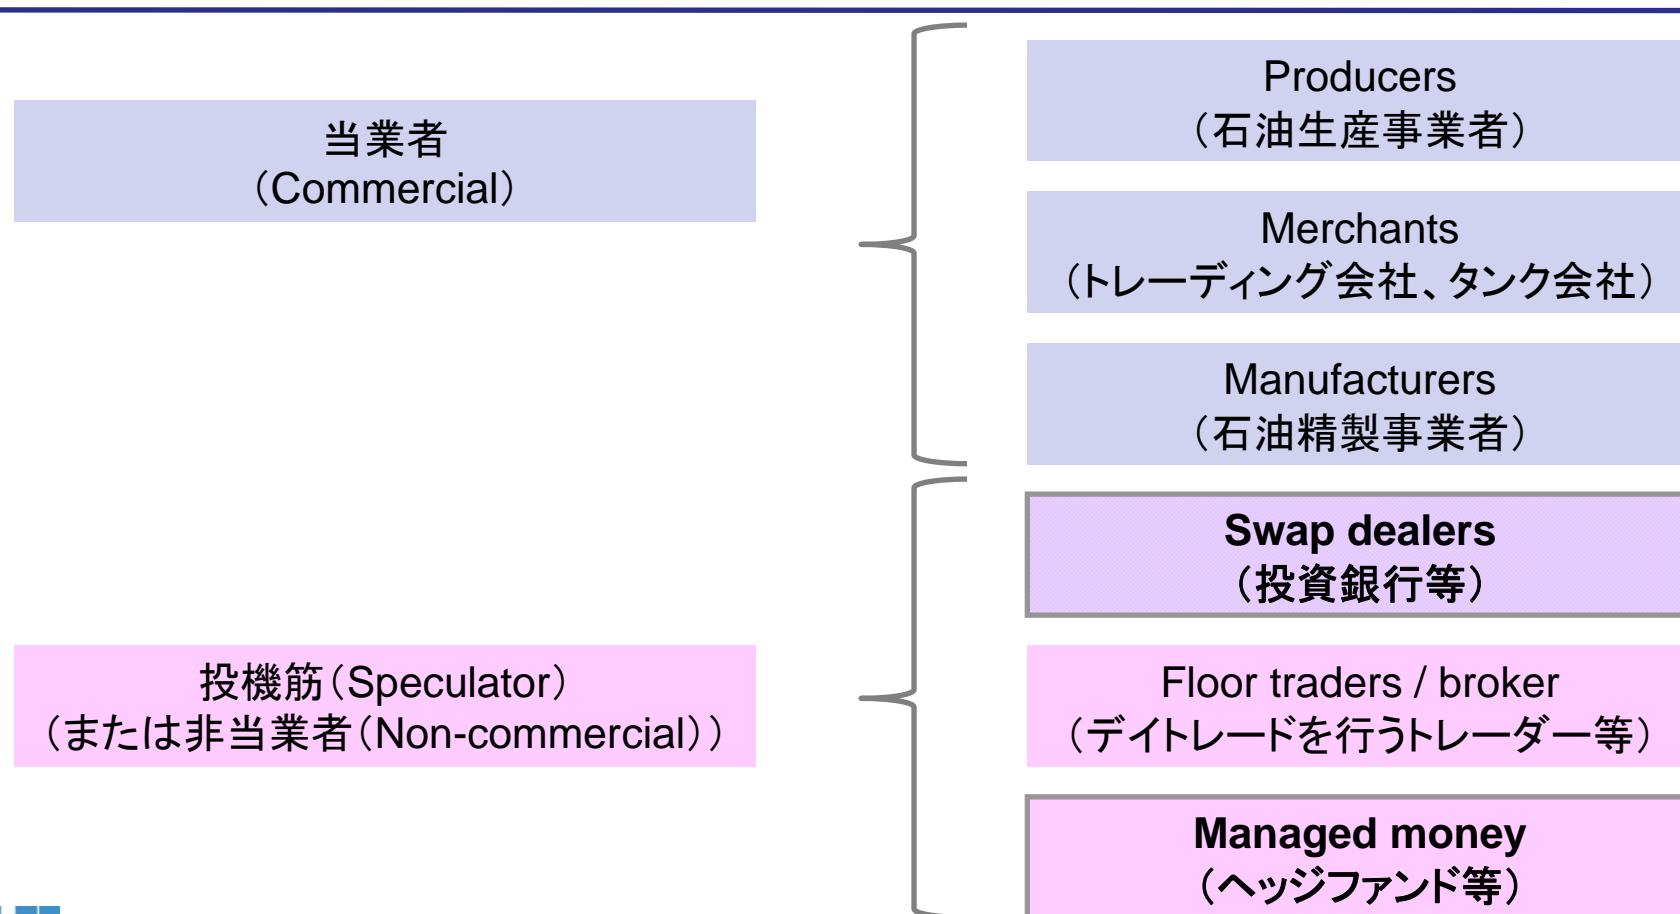 当業者
（Commercial）
Producers
（石油生産事業者）
Merchants
（トレーディング会社、タンク会社）
Manufacturers
（石油精製事業者）
投機筋（Speculator）
（または非当業者（Non-commercial））
Swap dealers
（投資銀行等）
Floor traders / broker
（デイトレードを行うトレーダー等）
Managed money
（ヘッジファンド等）